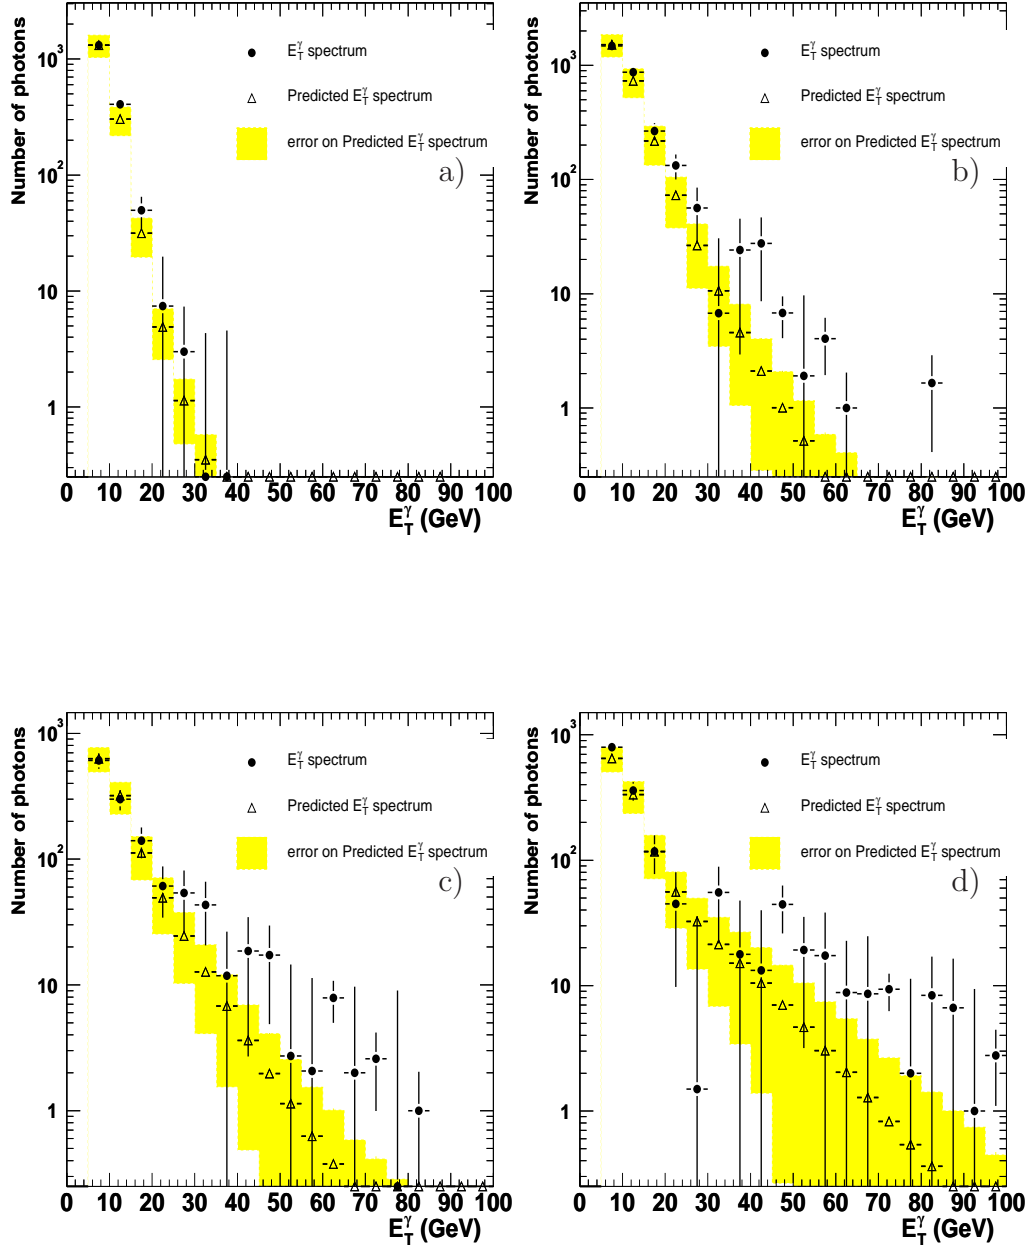 Number of photons
10³
10²
10
1
E_T^γ spectrum
Predicted E_T^γ spectrum
error on Predicted E_T^γ spectrum
a)
0 10 20 30 40 50 60 70 80 90 100
E_T^γ (GeV)
Number of photons
10³
10²
10
1
E_T^γ spectrum
Predicted E_T^γ spectrum
error on Predicted E_T^γ spectrum
b)
0 10 20 30 40 50 60 70 80 90 100
E_T^γ (GeV)
Number of photons
10³
10²
10
1
E_T^γ spectrum
Predicted E_T^γ spectrum
error on Predicted E_T^γ spectrum
c)
0 10 20 30 40 50 60 70 80 90 100
E_T^γ (GeV)
Number of photons
10³
10²
10
1
E_T^γ spectrum
Predicted E_T^γ spectrum
error on Predicted E_T^γ spectrum
d)
0 10 20 30 40 50 60 70 80 90 100
E_T^γ (GeV)